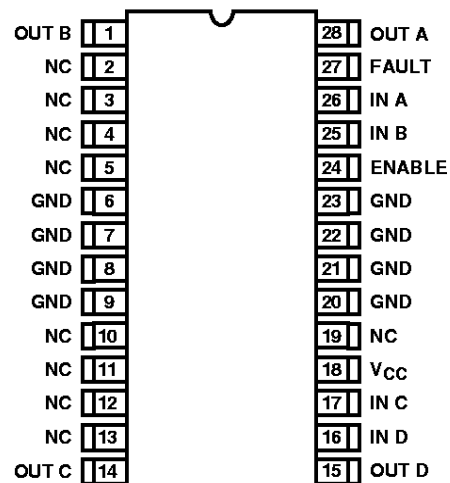 OUT B 1 28 OUT A
NC 2 27 FAULT
NC 3 26 IN A
NC 4 25 IN B
NC 5 24 ENABLE
GND 6 23 GND
GND 7 22 GND
GND 8 21 GND
GND 9 20 GND
NC 10 19 NC
NC 11 18 VCC
NC 12 17 IN C
NC 13 16 IN D
OUT C 14 15 OUT D